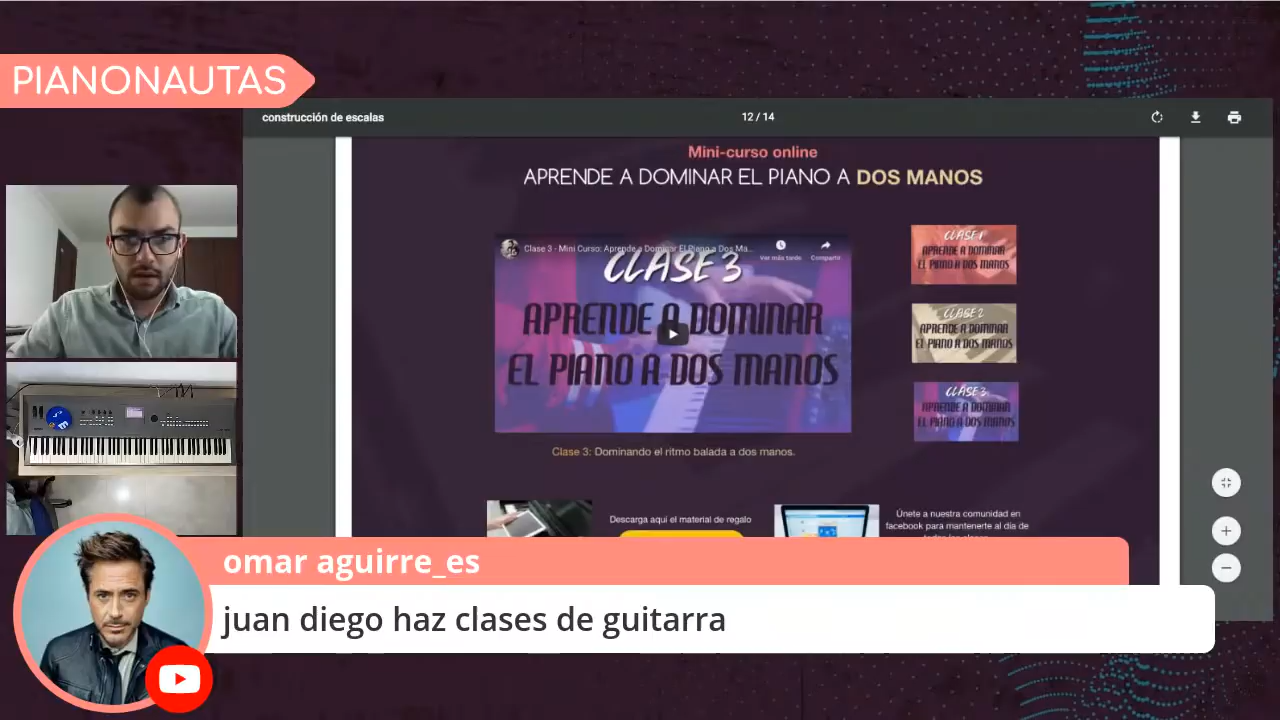 PIANONAUTAS
construcción de escalas
12 / 14
Mini-curso online
APRENDE A DOMINAR EL PIANO A DOS MANOS
Clase 3 - Mini Curso: Aprende a Dominar El Piano a Dos Ma...
Ver más tarde
Compartir
CLASE 3
APRENDE A DOMINAR
EL PIANO A DOS MANOS
CLASE 1
APRENDE A DOMINAR
EL PIANO A DOS MANOS
CLASE 2
APRENDE A DOMINAR
EL PIANO A DOS MANOS
CLASE 3
APRENDE A DOMINAR
EL PIANO A DOS MANOS
Clase 3: Dominando el ritmo balada a dos manos.
Descarga aquí el material de regalo
Únete a nuestra comunidad en
facebook para mantenerte al día de
omar aguirre_es
juan diego haz clases de guitarra